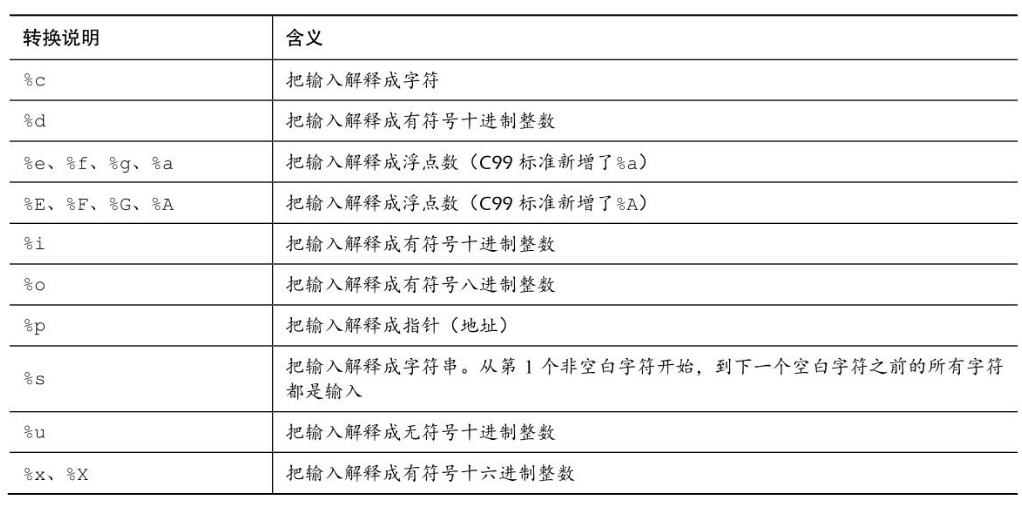 转换说明 含义
%c 把输入解释成字符
%d 把输入解释成有符号十进制整数
%e、%f、%g、%a 把输入解释成浮点数（C99 标准新增了%a）
%E、%F、%G、%A 把输入解释成浮点数（C99 标准新增了%A）
%i 把输入解释成有符号十进制整数
%o 把输入解释成有符号八进制整数
%p 把输入解释成指针（地址）
%s 把输入解释成字符串。从第 1 个非空白字符开始，到下一个空白字符之前的所有字符
都是输入
%u 把输入解释成无符号十进制整数
%x、%X 把输入解释成有符号十六进制整数